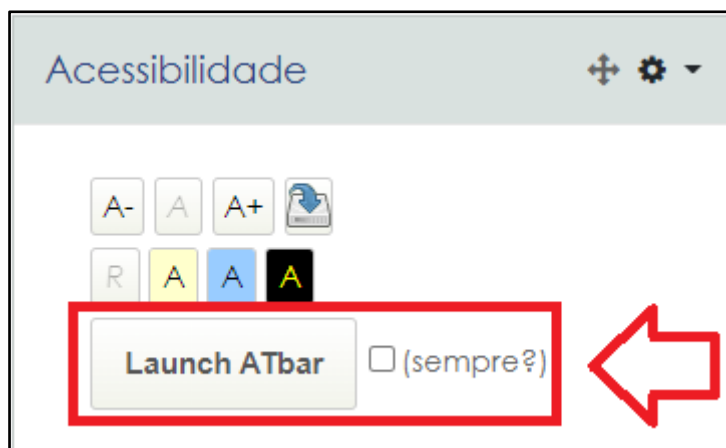 Acessibilidade
A- A A+
R A A A
Launch ATbar (sempre?)